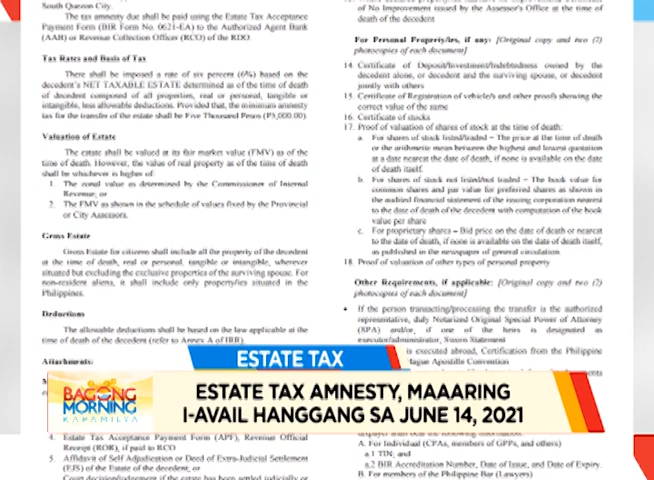 South Quezon City.
The tax amnesty due shall be paid using the Estate Tax Acceptance
Payment Form (BIR Form No. 0621-EA) to the Authorized Agent Bank
(AAB) or Revenue Collection Officer (RCO) of the RDO.
Tax Rates and Basis of Tax
There shall be imposed a rate of six percent (6%) based on the
decedent's NET TAXABLE ESTATE determined as of the time of death
of decedent composed of all properties, real or personal, tangible or
intangible, less allowable deductions. Provided that, the minimum amnesty
tax for the transfer of the estate shall be Five Thousand Pesos (P5,000.00).
Valuation of Estate
The estate shall be valued at its fair market value (FMV) as of the
time of death. However, the value of real property as of the time of death
shall be whichever is higher of:
1. The zonal value as determined by the Commissioner of Internal
Revenue; or
2. The FMV as shown in the schedule of values fixed by the Provincial
or City Assessors.
Gross Estate
Gross Estate for citizens shall include all the property of the decedent
at the time of death, real or personal, tangible or intangible, wherever
situated but excluding the exclusive properties of the surviving spouse. For
non-resident aliens, it shall include only property/ies situated in the
Philippines.
Deductions
The allowable deductions shall be based on the law applicable at the
time of death of the decedent (refer to Annex A of IRR)
Attachments:
4. Estate Tax Acceptance Payment Form (APF), Revenue Official
Receipt (ROR), if paid to RCO
5. Affidavit of Self Adjudication or Deed of Extra-Judicial Settlement
(EJS) of the Estate of the decedent; or
Court decision/judgement if the estate has been settled judicially or
of No Improvement issued by the Assessor's Office at the time of
death of the decedent
For Personal Property/ies, if any: [Original copy and two (2)
photocopies of each document]
14. Certificate of Deposit/Investment/Indebtedness owned by the
decedent alone, or decedent and the surviving spouse, or decedent
jointly with others
15. Certificate of Registration of vehicle/s and other proofs showing the
correct value of the same
16. Certificate of stocks
17. Proof of valuation of shares of stock at the time of death:
a. For shares of stock listed/traded – The price at the time of death
or the arithmetic mean between the highest and lowest quotation
at a date nearest the date of death, if none is available on the date
of death itself.
b. For shares of stock not listed/not traded – The book value for
common shares and par value for preferred shares as shown in
the audited financial statement of the issuing corporation nearest
to the date of death of the decedent with computation of the book
value per share
c. For proprietary shares – Bid price on the date of death or nearest
to the date of death, if none is available on the date of death itself,
as published in the newspaper of general circulation
18. Proof of valuation of other types of personal property
Other Requirements, if applicable: [Original copy and two (2)
photocopies of each document]
• If the person transacting/processing the transfer is the authorized
representative, duly Notarized Original Special Power of Attorney
(SPA) and/or, if one of the heirs is designated as
executor/administrator, Sworn Statement
is executed abroad, Certification from the Philippine
Hague Apostille Convention
A. For Individual (CPAs, members of GPPs, and others)
a.1 TIN; and
a.2 BIR Accreditation Number, Date of Issue, and Date of Expiry.
B. For members of the Philippine Bar (Lawyers)
ESTATE TAX
BAGONG
MORNING
KAPAMILYA
ESTATE TAX AMNESTY, MAAARING
I-AVAIL HANGGANG SA JUNE 14, 2021